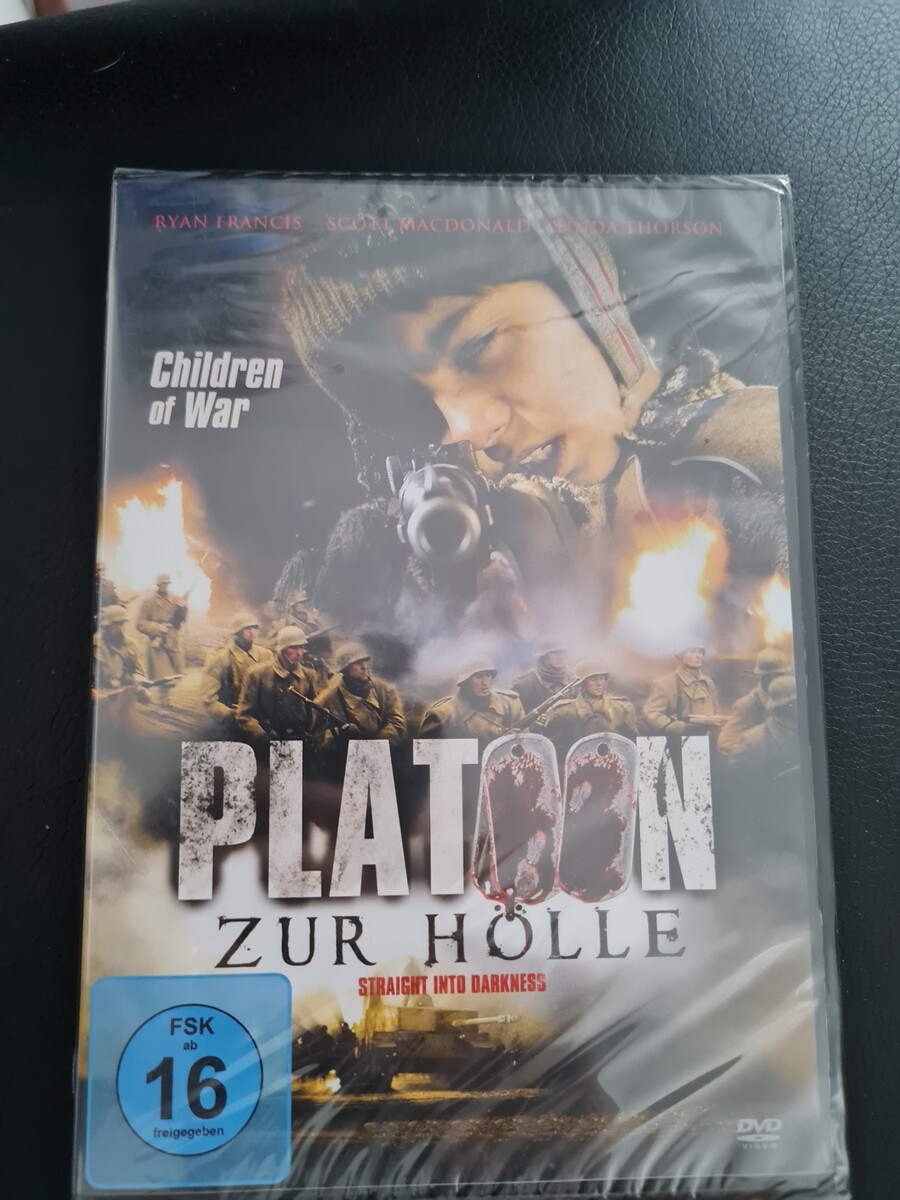 RYAN FRANCIS SCOTT MACDONALD LINDA THORSON
Children
of War
PLATOON
ZUR HÖLLE
STRAIGHT INTO DARKNESS
FSK
ab
16
freigegeben
DVD
VIDEO